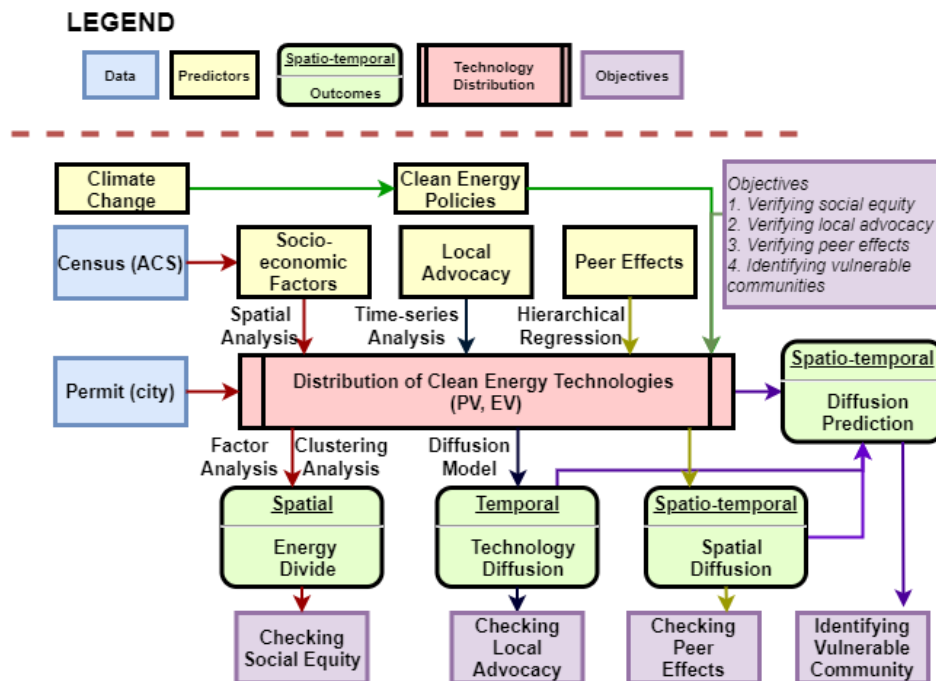 LEGEND
Data
Predictors
Spatio-temporal
Outcomes
Technology
Distribution
Objectives
Climate
Change
Clean Energy
Policies
Objectives
1. Verifying social equity
2. Verifying local advocacy
3. Verifying peer effects
4. Identifying vulnerable
communities
Census (ACS)
Socio-
economic
Factors
Local
Advocacy
Peer Effects
Spatial
Analysis
Time-series
Analysis
Hierarchical
Regression
Permit (city)
Distribution of Clean Energy Technologies
(PV, EV)
Spatio-temporal
Diffusion
Prediction
Factor
Analysis
Clustering
Analysis
Diffusion
Model
Spatial
Energy
Divide
Temporal
Technology
Diffusion
Spatio-temporal
Spatial
Diffusion
Checking
Social Equity
Checking
Local
Advocacy
Checking
Peer
Effects
Identifying
Vulnerable
Community